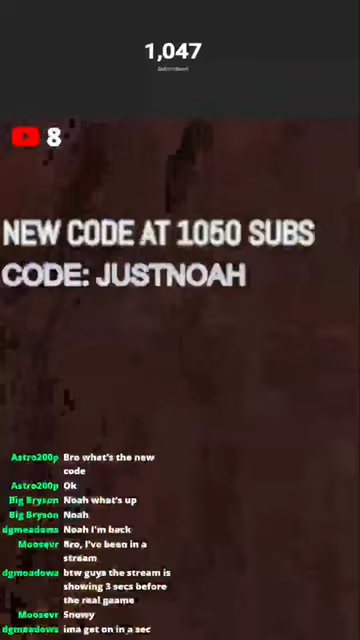 1,047
Subscribers
8
NEW CODE AT 1050 SUBS
CODE: JUSTNOAH
Astro200p Bro what's the new
code
Astro200p Ok
Big Bryson Noah what's up
Big Bryson Noah
dgmeadows Noah I'm back
Moosevr Bro, I've been in a
stream
dgmeadows btw guys the stream is
showing 3 secs before
the real gaame
Moosevr Snowy
dgmeadows ima get on in a sec